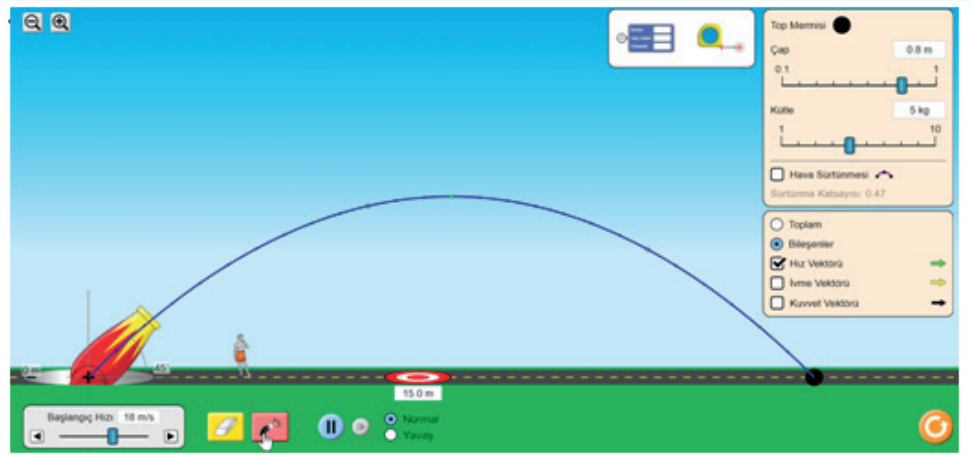 Top Mermisi
Çap 0.8 m
0.1 1
Kütle 5 kg
1 10
Hava Sürtünmesi
Sürtünme Katsayısı: 0.47
Toplam
Bileşenler
Hız Vektörü
İvme Vektörü
Kuvvet Vektörü
0 m
45°
15.0 m
Başlangıç Hızı 18 m/s
Normal
Yavaş